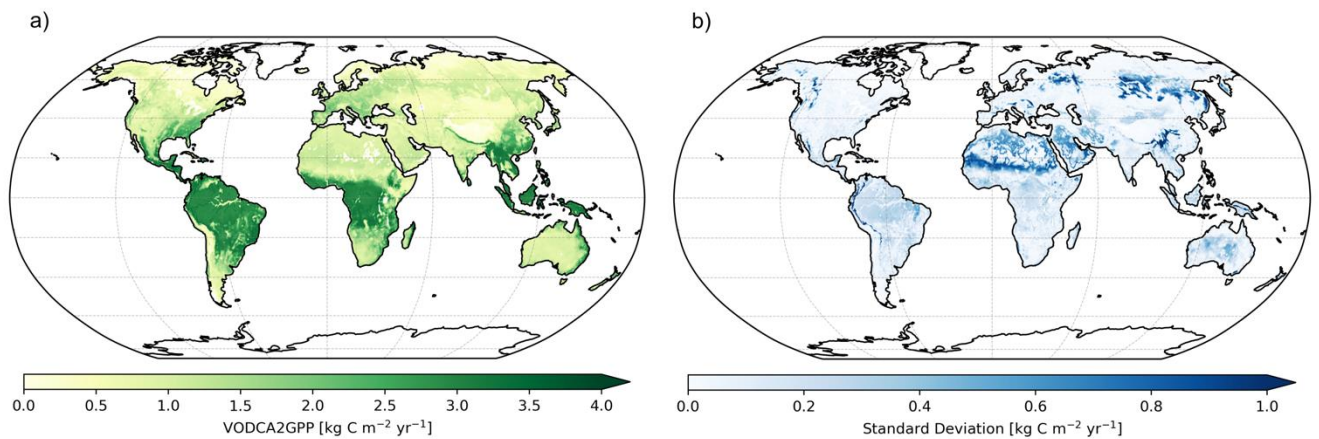 a)
b)
0.0 0.5 1.0 1.5 2.0 2.5 3.0 3.5 4.0
VODCA2GPP [kg C m⁻² yr⁻¹]
0.0 0.2 0.4 0.6 0.8 1.0
Standard Deviation [kg C m⁻² yr⁻¹]